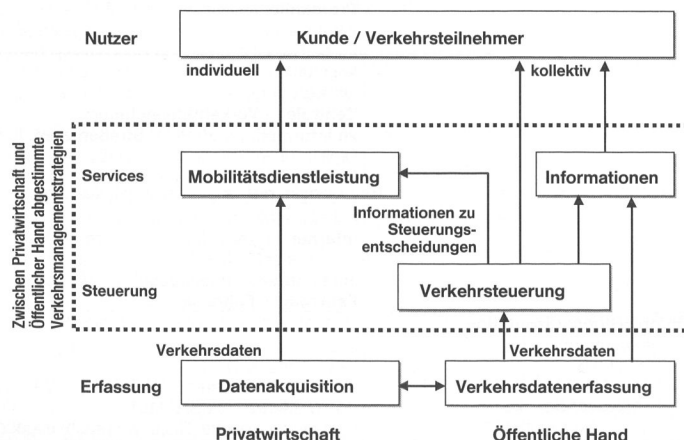 Nutzer
Kunde / Verkehrsteilnehmer
individuell
kollektiv
Zwischen Privatwirtschaft und
Öffentlicher Hand abgestimmte
Verkehrsmanagementstrategien
Services
Mobilitätsdienstleistung
Informationen
Informationen zu
Steuerungs-
entscheidungen
Steuerung
Verkehrsteuerung
Verkehrsdaten
Verkehrsdaten
Erfassung
Datenakquisition
Verkehrsdatenerfassung
Privatwirtschaft
Öffentliche Hand